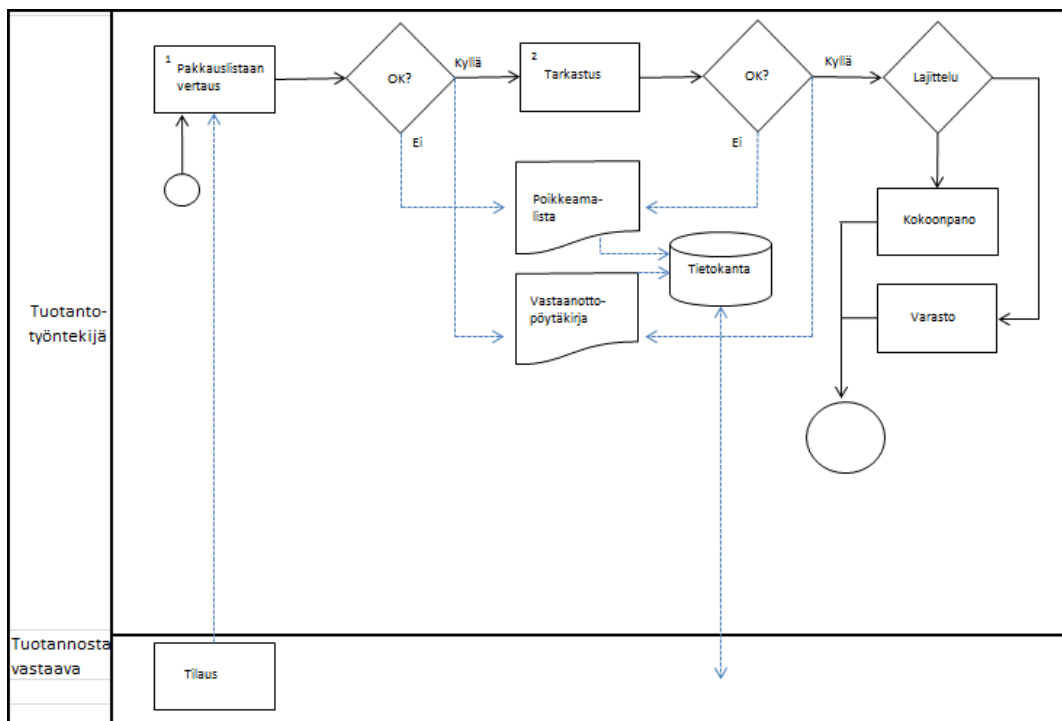 1
Pakkauslistaan
vertaus
OK?
Kyllä
Ei
2
Tarkastus
OK?
Kyllä
Ei
Lajittelu
Poikkeama-
lista
Kokoonpano
Tietokanta
Vastaanotto-
pöytäkirja
Varasto
Tuotanto-
työntekijä
Tuotannosta
vastaava
Tilaus